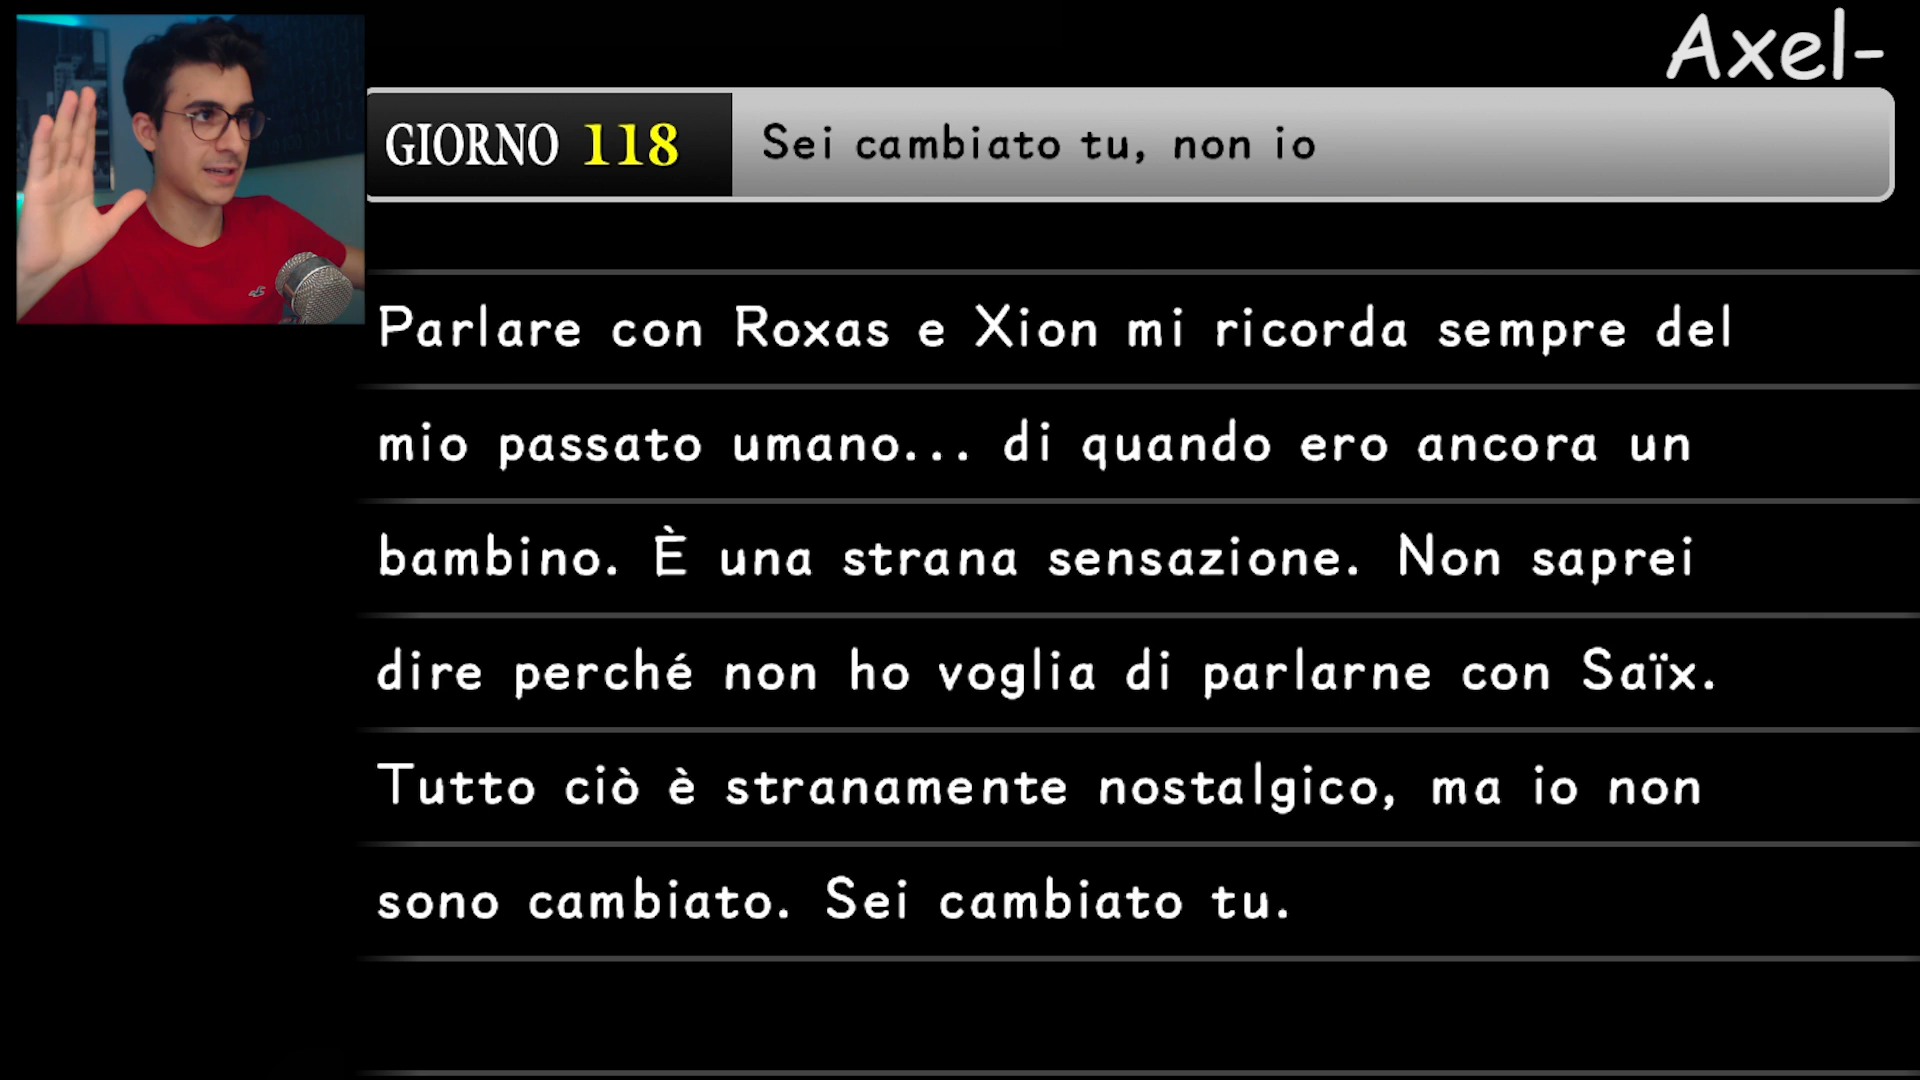 Axel-
GIORNO 118
Sei cambiato tu, non io
Parlare con Roxas e Xion mi ricorda sempre del
mio passato umano... di quando ero ancora un
bambino. È una strana sensazione. Non saprei
dire perché non ho voglia di parlarne con Saïx.
Tutto ciò è stranamente nostalgico, ma io non
sono cambiato. Sei cambiato tu.